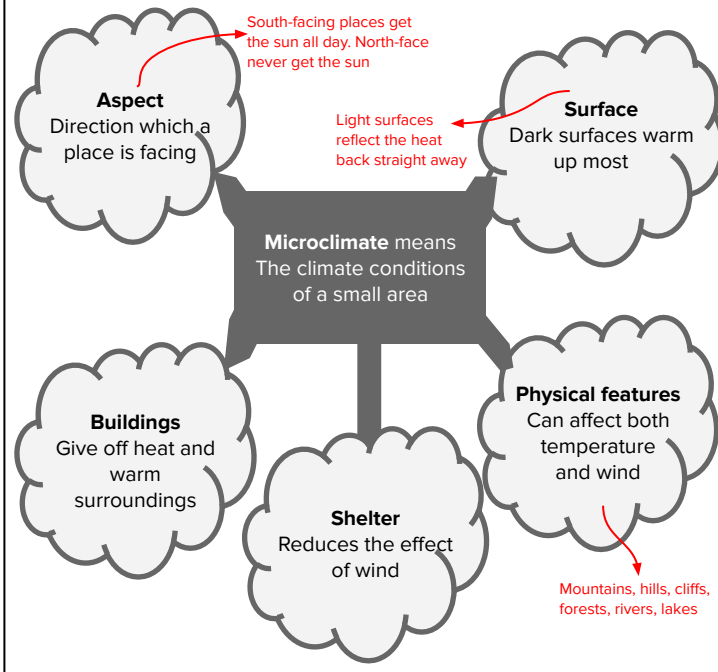 South-facing places get
the sun all day. North-face
never get the sun
Aspect
Direction which a
place is facing
Light surfaces
reflect the heat
back straight away
Surface
Dark surfaces warm
up most
Microclimate means
The climate conditions
of a small area
Buildings
Give off heat and
warm
surroundings
Shelter
Reduces the effect
of wind
Physical features
Can affect both
temperature
and wind
Mountains, hills, cliffs,
forests, rivers, lakes